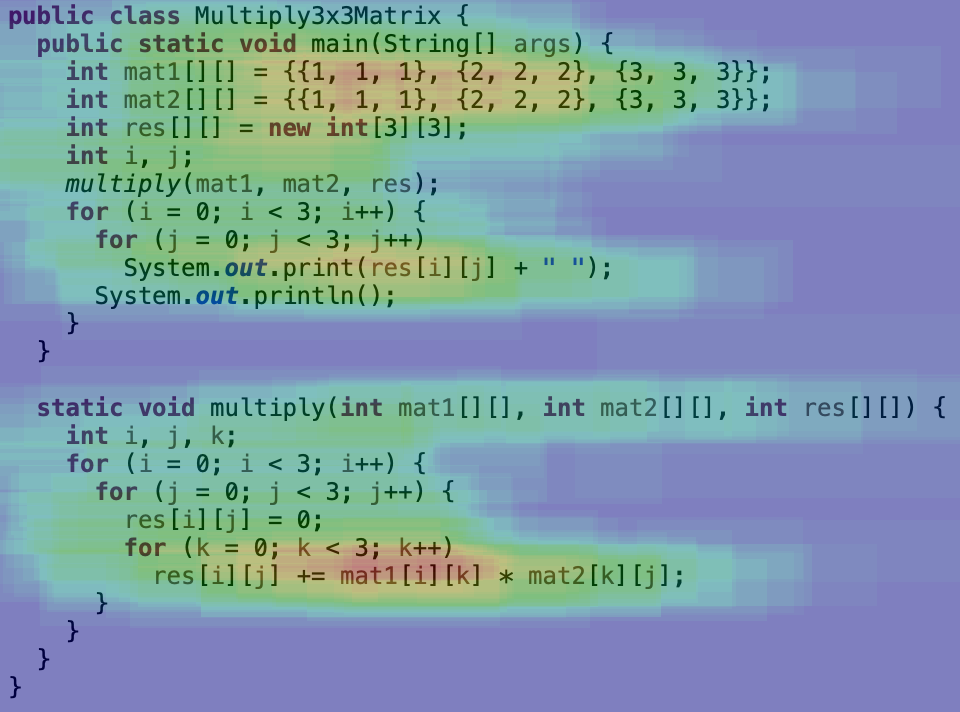 public class Multiply3x3Matrix {
  public static void main(String[] args) {
    int mat1[][] = {{1, 1, 1}, {2, 2, 2}, {3, 3, 3}};
    int mat2[][] = {{1, 1, 1}, {2, 2, 2}, {3, 3, 3}};
    int res[][] = new int[3][3];
    int i, j;
    multiply(mat1, mat2, res);
    for (i = 0; i < 3; i++) {
      for (j = 0; j < 3; j++)
        System.out.print(res[i][j] + " ");
      System.out.println();
    }
  }

  static void multiply(int mat1[][], int mat2[][], int res[][]) {
    int i, j, k;
    for (i = 0; i < 3; i++) {
      for (j = 0; j < 3; j++) {
        res[i][j] = 0;
        for (k = 0; k < 3; k++)
          res[i][j] += mat1[i][k] * mat2[k][j];
      }
    }
  }
}